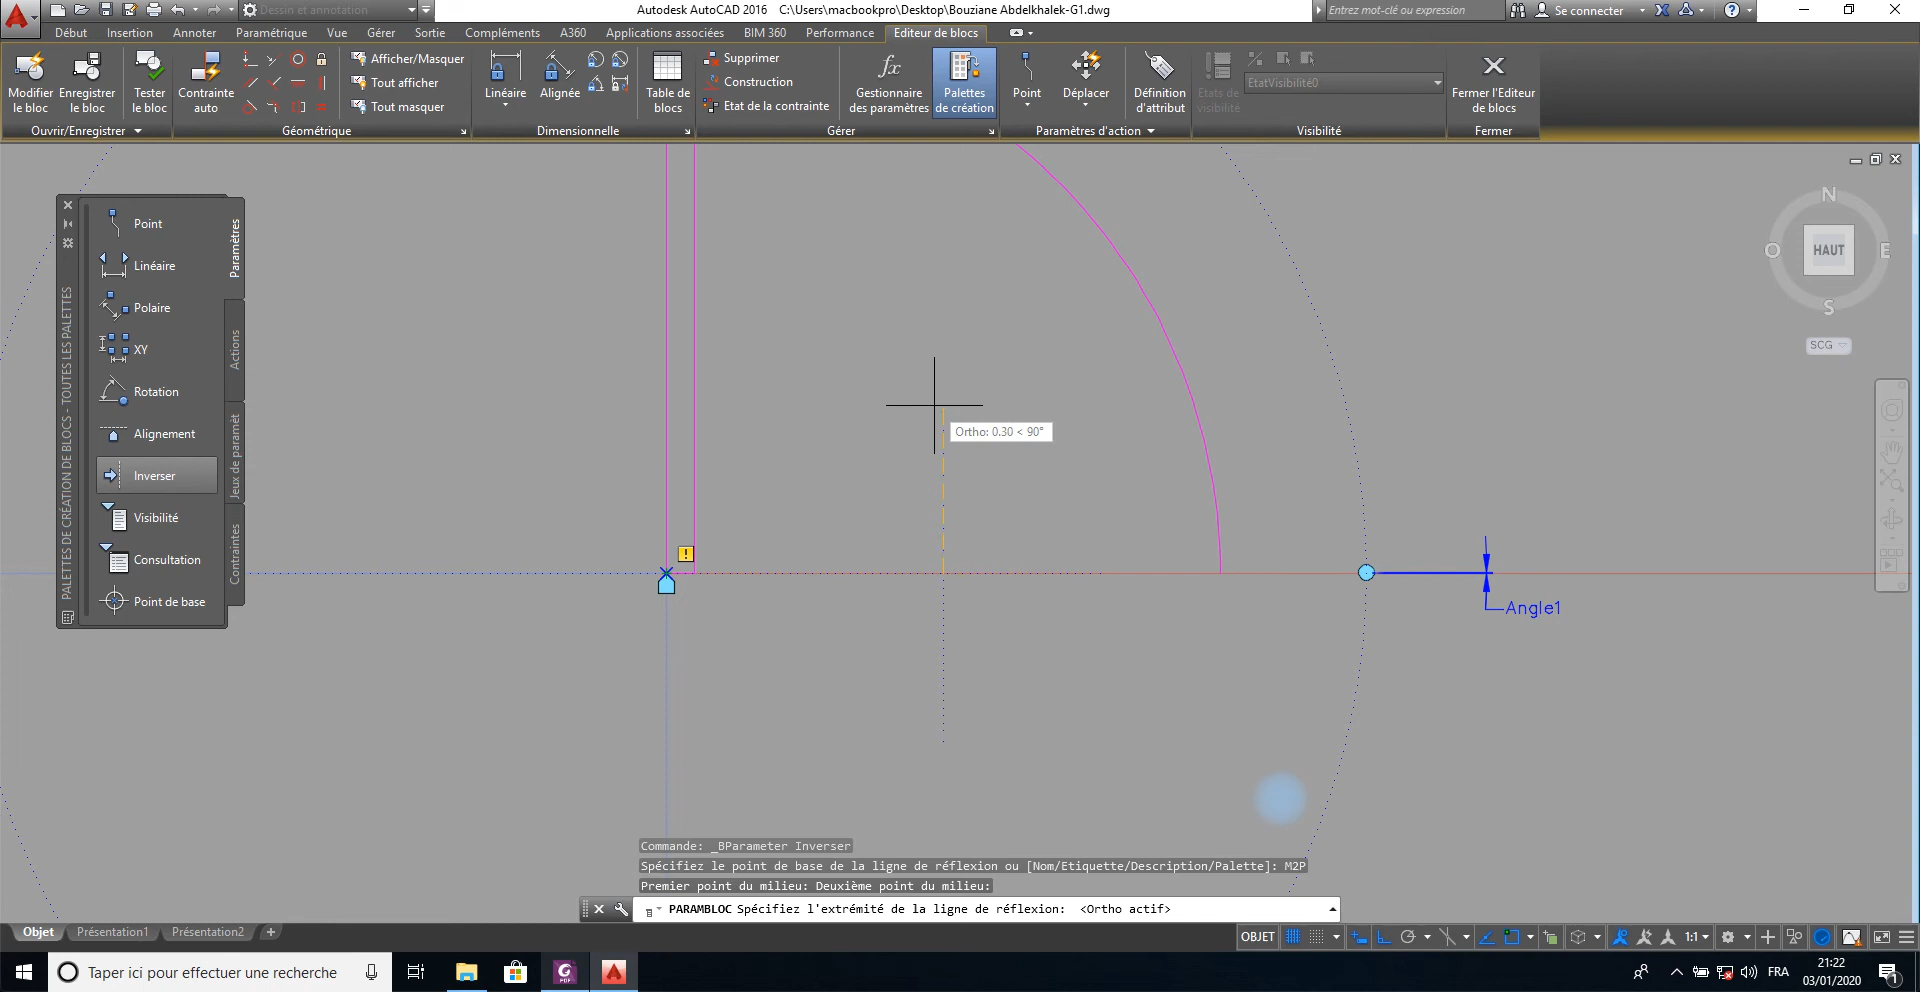 Dessin et annotation
Autodesk AutoCAD 2016 C:\Users\macbookpro\Desktop\Bouziane Abdelkhalek-G1.dwg
Entrez mot-clé ou expression
Se connecter
Début Insertion Annoter Paramétrique Vue Gérer Sortie Compléments A360 Applications associées BIM 360 Performance Editeur de blocs
Modifier le bloc
Enregistrer le bloc
Tester le bloc
Contrainte auto
Afficher/Masquer
Tout afficher
Tout masquer
Linéaire
Alignée
Table de blocs
Supprimer
Construction
Etat de la contrainte
fx
Gestionnaire des paramètres
Palettes de création
Point
Déplacer
Définition d'attribut
Etats de visibilité
EtatVisibilité0
Fermer l'Editeur de blocs
Ouvrir/Enregistrer Géométrique Dimensionnelle Gérer Paramètres d'action Visibilité Fermer
PALETTES DE CRÉATION DE BLOCS - TOUTES LES PALETTES
Point
Linéaire
Polaire
XY
Rotation
Alignement
Inverser
Visibilité
Consultation
Point de base
Paramètres
Actions
Jeux de paramèt
Contraintes
N
O HAUT E
S
SCG
Ortho: 0.30 < 90°
!
Angle1
Commande: _BParameter Inverser
Spécifiez le point de base de la ligne de réflexion ou [Nom/Etiquette/Description/Palette]: M2P
Premier point du milieu: Deuxième point du milieu:
PARAMBLOC Spécifiez l'extrémité de la ligne de réflexion: <Ortho actif>
Objet Présentation1 Présentation2 +
OBJET
1:1
Taper ici pour effectuer une recherche
FRA
21:22
03/01/2020
1